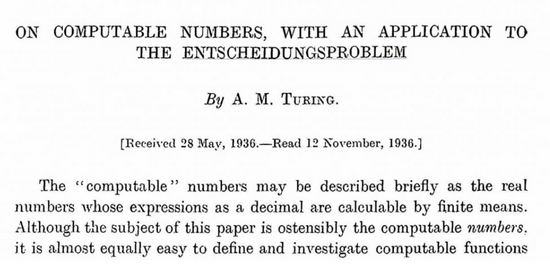 ON COMPUTABLE NUMBERS, WITH AN APPLICATION TO
THE ENTSCHEIDUNGSPROBLEM
By A. M. TURING.
[Received 28 May, 1936.—Read 12 November, 1936.]
The "computable" numbers may be described briefly as the real
numbers whose expressions as a decimal are calculable by finite means.
Although the subject of this paper is ostensibly the computable numbers,
it is almost equally easy to define and investigate computable functions